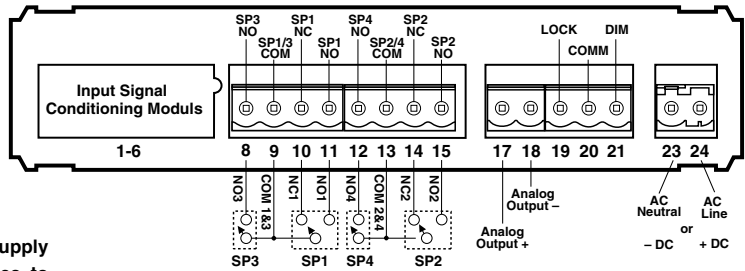 SP3 NO
SP1/3 COM
SP1 NC
SP1 NO
SP4 NO
SP2/4 COM
SP2 NC
SP2 NO
LOCK
COMM
DIM
Input Signal
Conditioning Moduls
1-6
8 9 10 11 12 13 14 15 17 18 19 20 21 23 24
NO3
COM 1&3
NC1
NO1
NO4
COM 2&4
NC2
NO2
SP3 SP1 SP4 SP2
Analog
Output –
Analog
Output +
AC
Neutral
or
– DC
AC
Line
+ DC
upply